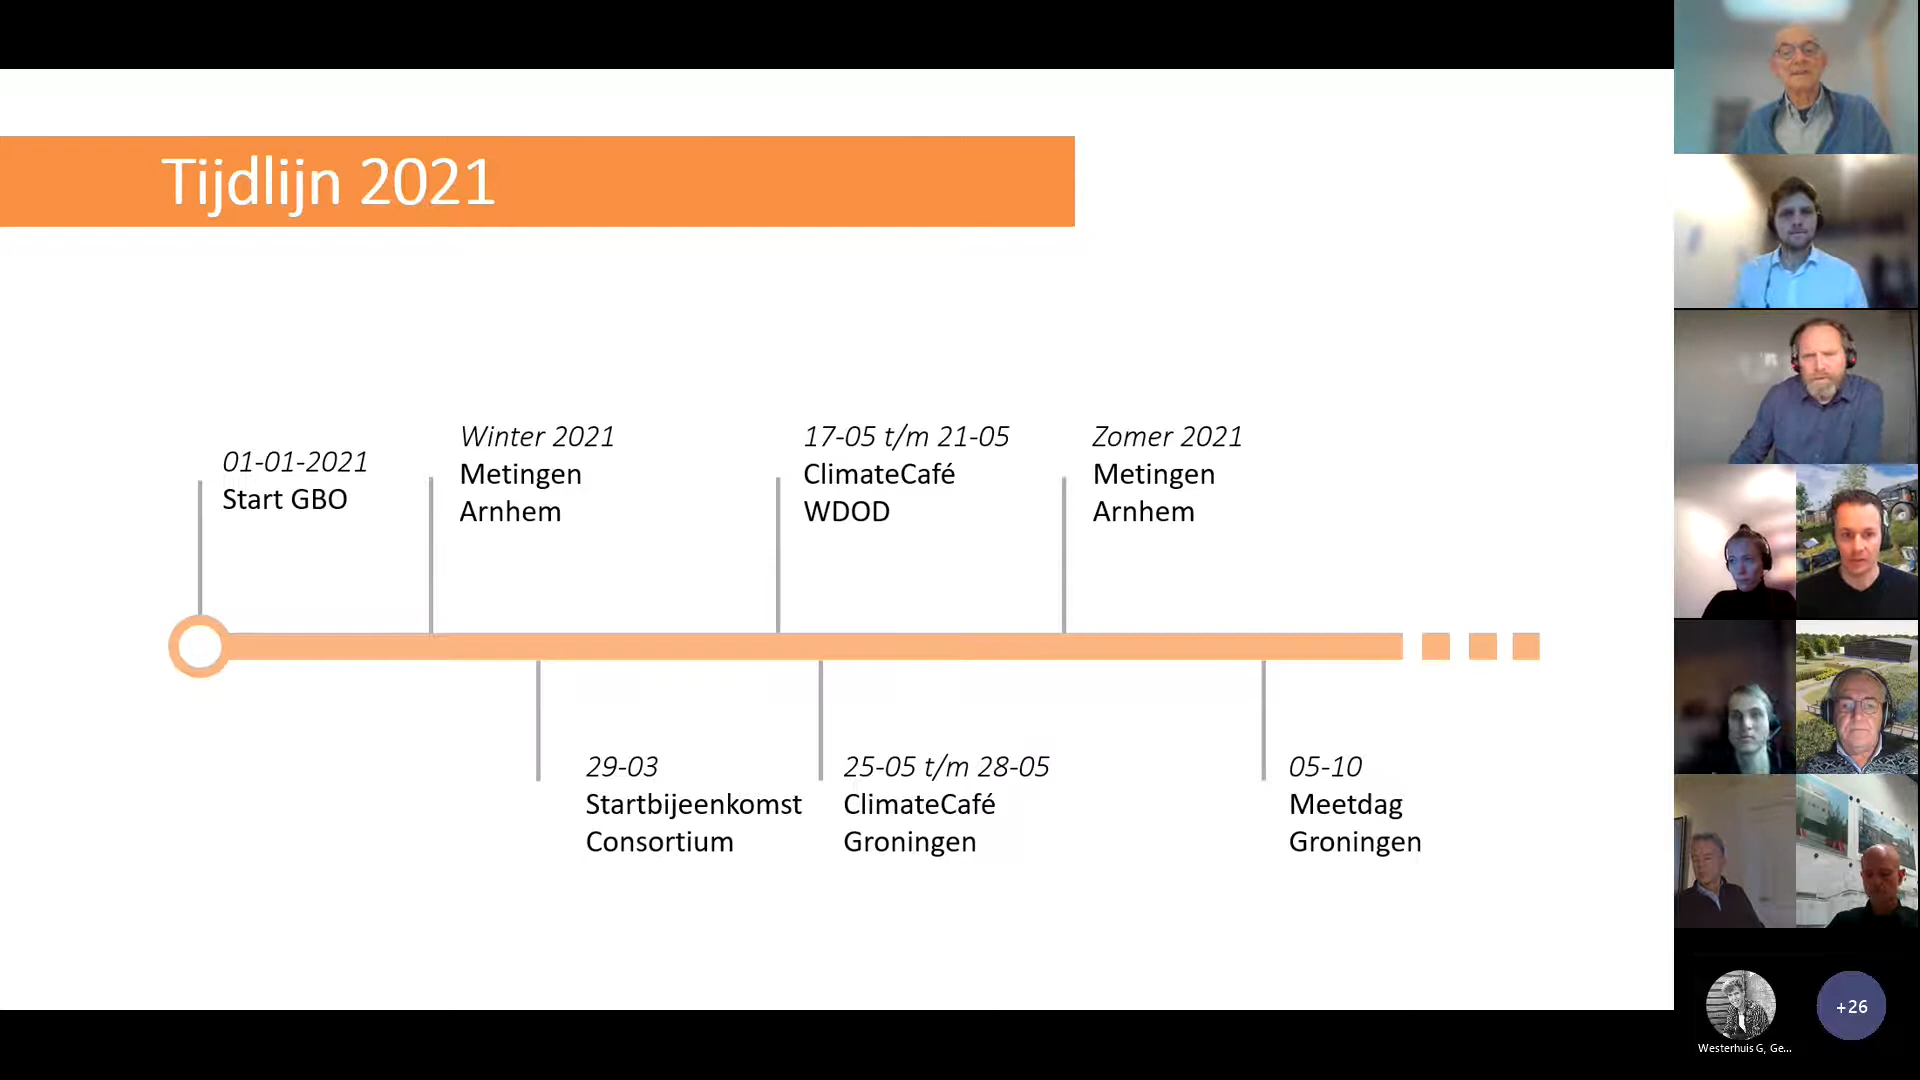 Tijdlijn 2021
01-01-2021
Start GBO
Winter 2021
Metingen
Arnhem
17-05 t/m 21-05
ClimateCafé
WDOD
Zomer 2021
Metingen
Arnhem
29-03
Startbijeenkomst
Consortium
25-05 t/m 28-05
ClimateCafé
Groningen
05-10
Meetdag
Groningen
+26
Westerhuis G, Ge...